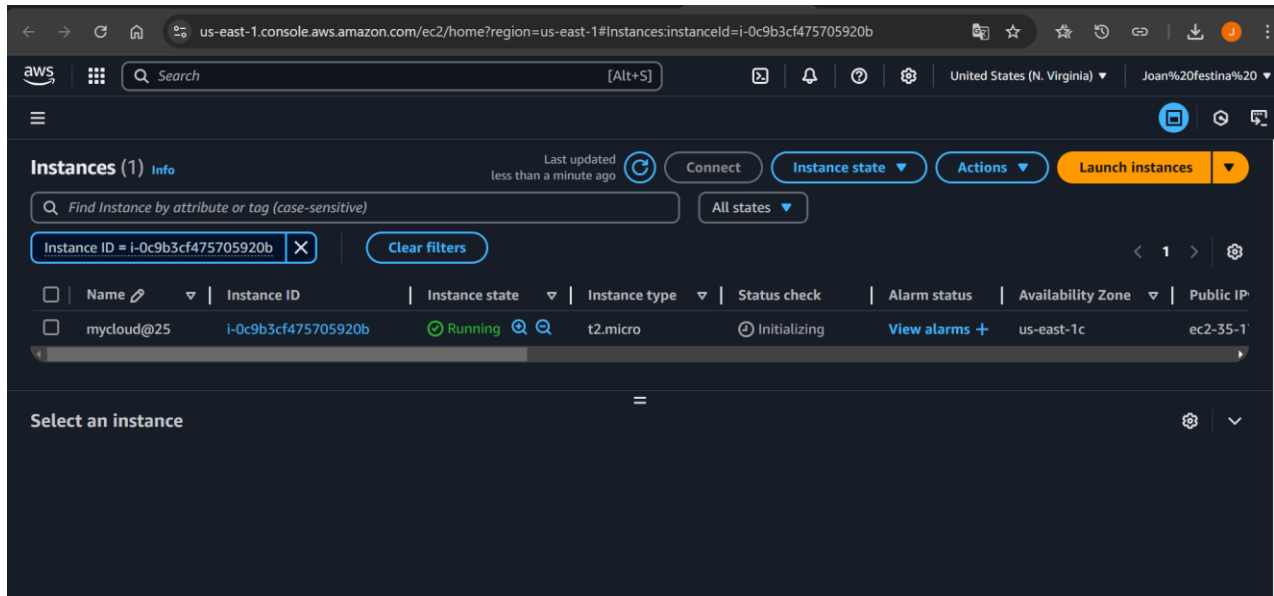 us-east-1.console.aws.amazon.com/ec2/home?region=us-east-1#Instances:instanceId=i-0c9b3cf475705920b J
aws Search [Alt+S] United States (N. Virginia) Joan%20festina%20
Instances (1) Info Last updated less than a minute ago Connect Instance state Actions Launch instances
Find Instance by attribute or tag (case-sensitive) All states
Instance ID = i-0c9b3cf475705920b Clear filters 1
Name Instance ID Instance state Instance type Status check Alarm status Availability Zone Public IP
mycloud@25 i-0c9b3cf475705920b Running t2.micro Initializing View alarms + us-east-1c ec2-35-1
Select an instance